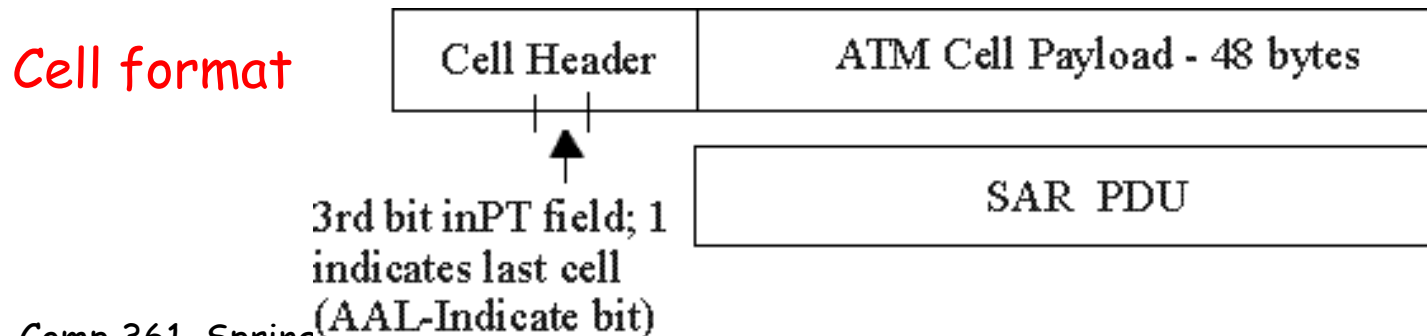 Cell format
Cell Header
ATM Cell Payload - 48 bytes
SAR PDU
3rd bit inPT field; 1
indicates last cell
(AAL-Indicate bit)
Comp 361, Spring